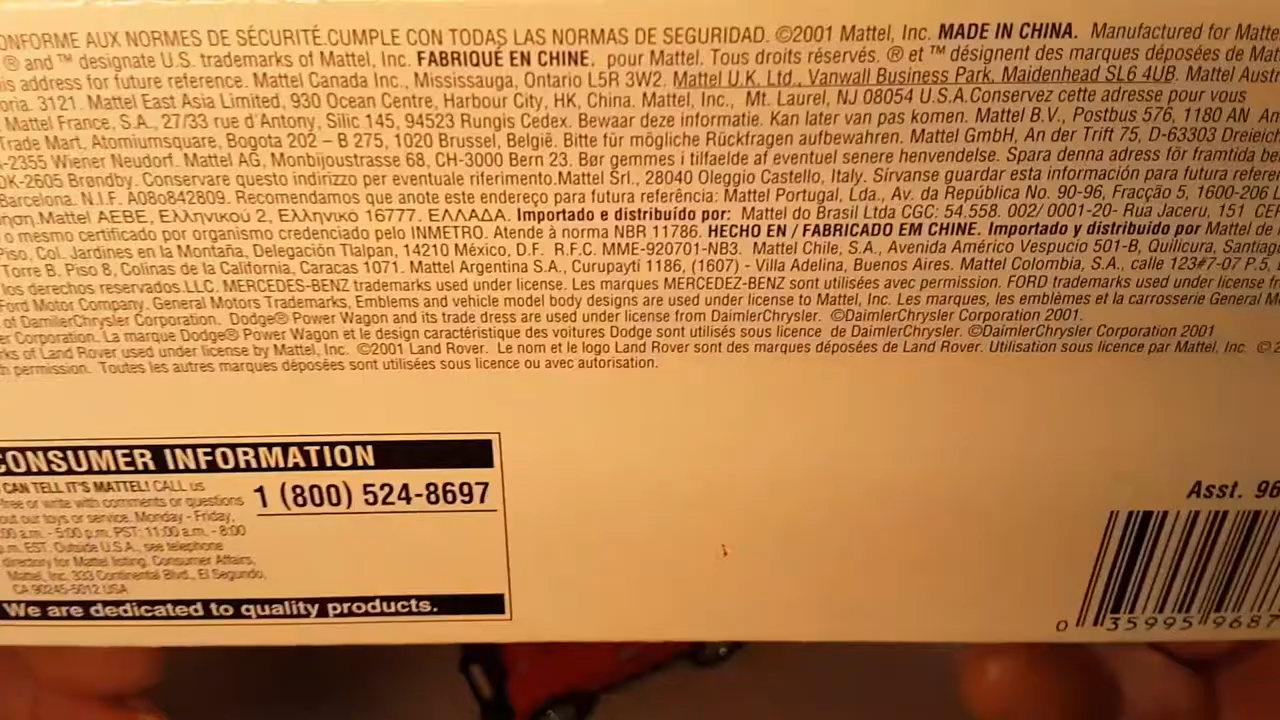 ONFORME AUX NORMES DE SÉCURITÉ.CUMPLE CON TODAS LAS NORMAS DE SEGURIDAD. ©2001 Mattel, Inc. MADE IN CHINA. Manufactured for Matte
® and ™ designate U.S. trademarks of Mattel, Inc. FABRIQUÉ EN CHINE. pour Mattel. Tous droits réservés. ® et ™ désignent des marques déposées de Mat
is address for future reference. Mattel Canada Inc., Mississauga, Ontario L5R 3W2. Mattel U.K. Ltd., Vanwall Business Park, Maidenhead SL6 4UB. Mattel Austr
oria. 3121. Mattel East Asia Limited, 930 Ocean Centre, Harbour City, HK, China. Mattel, Inc., Mt. Laurel, NJ 08054 U.S.A.Conservez cette adresse pour vous
Mattel France, S.A., 27/33 rue d'Antony, Silic 145, 94523 Rungis Cedex. Bewaar deze informatie. Kan later van pas komen. Mattel B.V., Postbus 576, 1180 AN Am
Trade Mart, Atomiumsquare, Bogota 202 – B 275, 1020 Brussel, België. Bitte für mögliche Rückfragen aufbewahren. Mattel GmbH, An der Trift 75, D-63303 Dreieich
-2355 Wiener Neudorf. Mattel AG, Monbijoustrasse 68, CH-3000 Bern 23. Bør gemmes i tilfaelde af eventuel senere henvendelse. Spara denna adress för framtida be
DK-2605 Brøndby. Conservare questo indirizzo per eventuale riferimento.Mattel Srl., 28040 Oleggio Castello, Italy. Sírvanse guardar esta información para futura referen
Barcelona. N.I.F. A08o842809. Recomendamos que anote este endereço para futura referência: Mattel Portugal, Lda., Av. da República No. 90-96, Fracção 5, 1600-206 L
ηση.Mattel AEBE, Ελληνικού 2, Ελληνικό 16777. ΕΛΛΑΔΑ. Importado e distribuido por: Mattel do Brasil Ltda CGC: 54.558. 002/ 0001-20- Rua Jaceru, 151 CEP
o mesmo certificado por organismo credenciado pelo INMETRO. Atende à norma NBR 11786. HECHO EN / FABRICADO EM CHINE. Importado y distribuido por Mattel de
Piso, Col. Jardines en la Montaña, Delegación Tlalpan, 14210 México, D.F. R.F.C. MME-920701-NB3. Mattel Chile, S.A., Avenida Américo Vespucio 501-B, Quilicura, Santiag
Torre B. Piso 8, Colinas de la California, Caracas 1071. Mattel Argentina S.A., Curupaytí 1186, (1607) - Villa Adelina, Buenos Aires. Mattel Colombia, S.A., calle 123#7-07 P.5,
los derechos reservados.LLC. MERCEDES-BENZ trademarks used under license. Les marques MERCEDEZ-BENZ sont utilisées avec permission. FORD trademarks used under license fr
Ford Motor Company. General Motors Trademarks, Emblems and vehicle model body designs are used under license to Mattel, Inc. Les marques, les emblèmes et la carrosserie General M
of DamilerChrysler Corporation. Dodge® Power Wagon and its trade dress are used under license from DaimlerChrysler. ©DaimlerChrysler Corporation 2001.
er Corporation. La marque Dodge® Power Wagon et le design caractéristique des voitures Dodge sont utilisés sous licence de DaimlerChrysler. ©DaimlerChrysler Corporation 2001
ks of Land Rover used under license by Mattel, Inc. ©2001 Land Rover. Le nom et le logo Land Rover sont des marques déposées de Land Rover. Utilisation sous licence par Mattel, Inc. ©2
h permission. Toutes les autres marques déposées sont utilisées sous licence ou avec autorisation.
CONSUMER INFORMATION
CAN TELL IT'S MATTEL! CALL us
free or write with comments or questions
out our toys or service. Monday - Friday,
:00 a.m. - 5:00 p.m. PST: 11:00 a.m. - 8:00
p.m. EST. Outside U.S.A., see telephone
directory for Mattel listing. Consumer Affairs,
Mattel, Inc. 333 Continental Blvd., El Segundo,
CA 90245-5012 USA
1 (800) 524-8697
We are dedicated to quality products.
Asst. 96
0 35995 9687